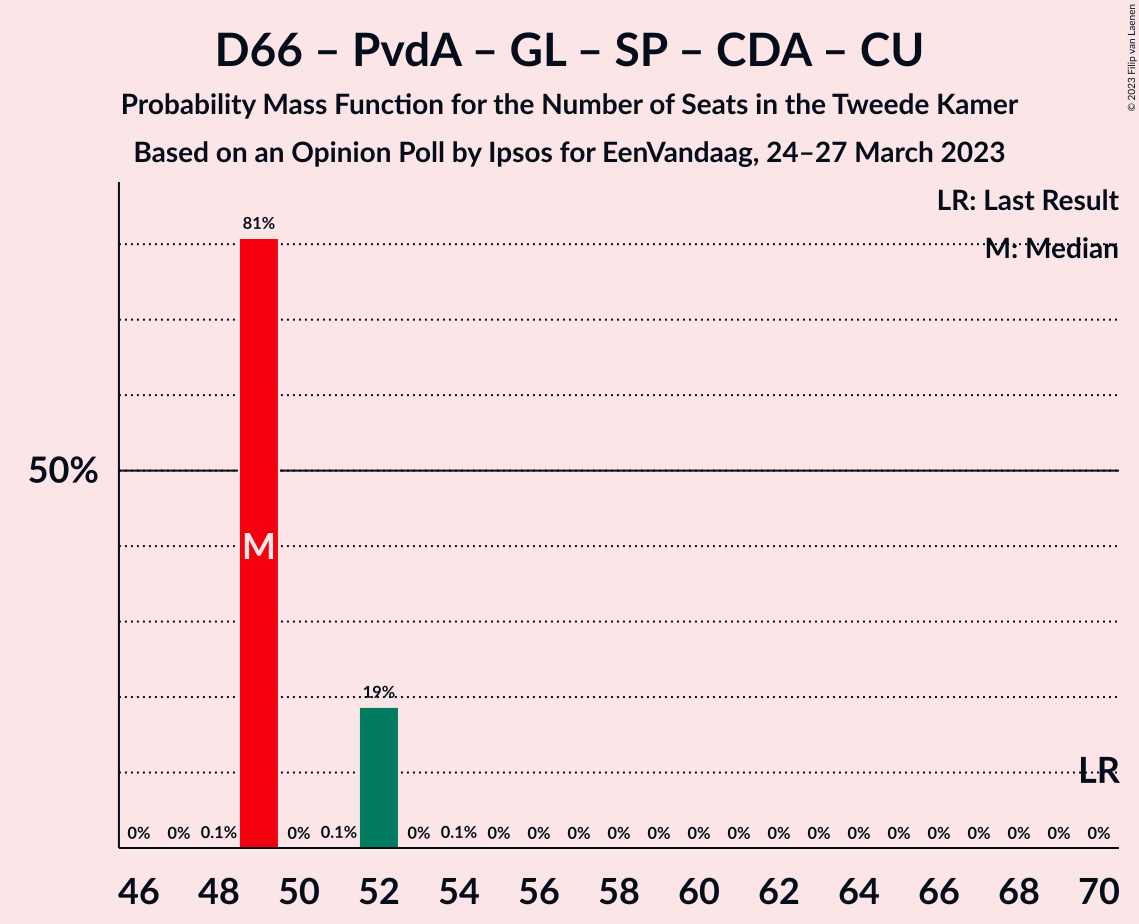 D66 – PvdA – GL – SP – CDA – CU
Probability Mass Function for the Number of Seats in the Tweede Kamer
Based on an Opinion Poll by Ipsos for EenVandaag, 24–27 March 2023
© 2023 Filip van Laenen
LR: Last Result
M: Median
81%
50%
M
19%
LR
0% 0% 0.1% 0% 0.1% 0% 0.1% 0% 0% 0% 0% 0% 0% 0% 0% 0% 0% 0% 0% 0% 0% 0% 0%
46 48 50 52 54 56 58 60 62 64 66 68 70